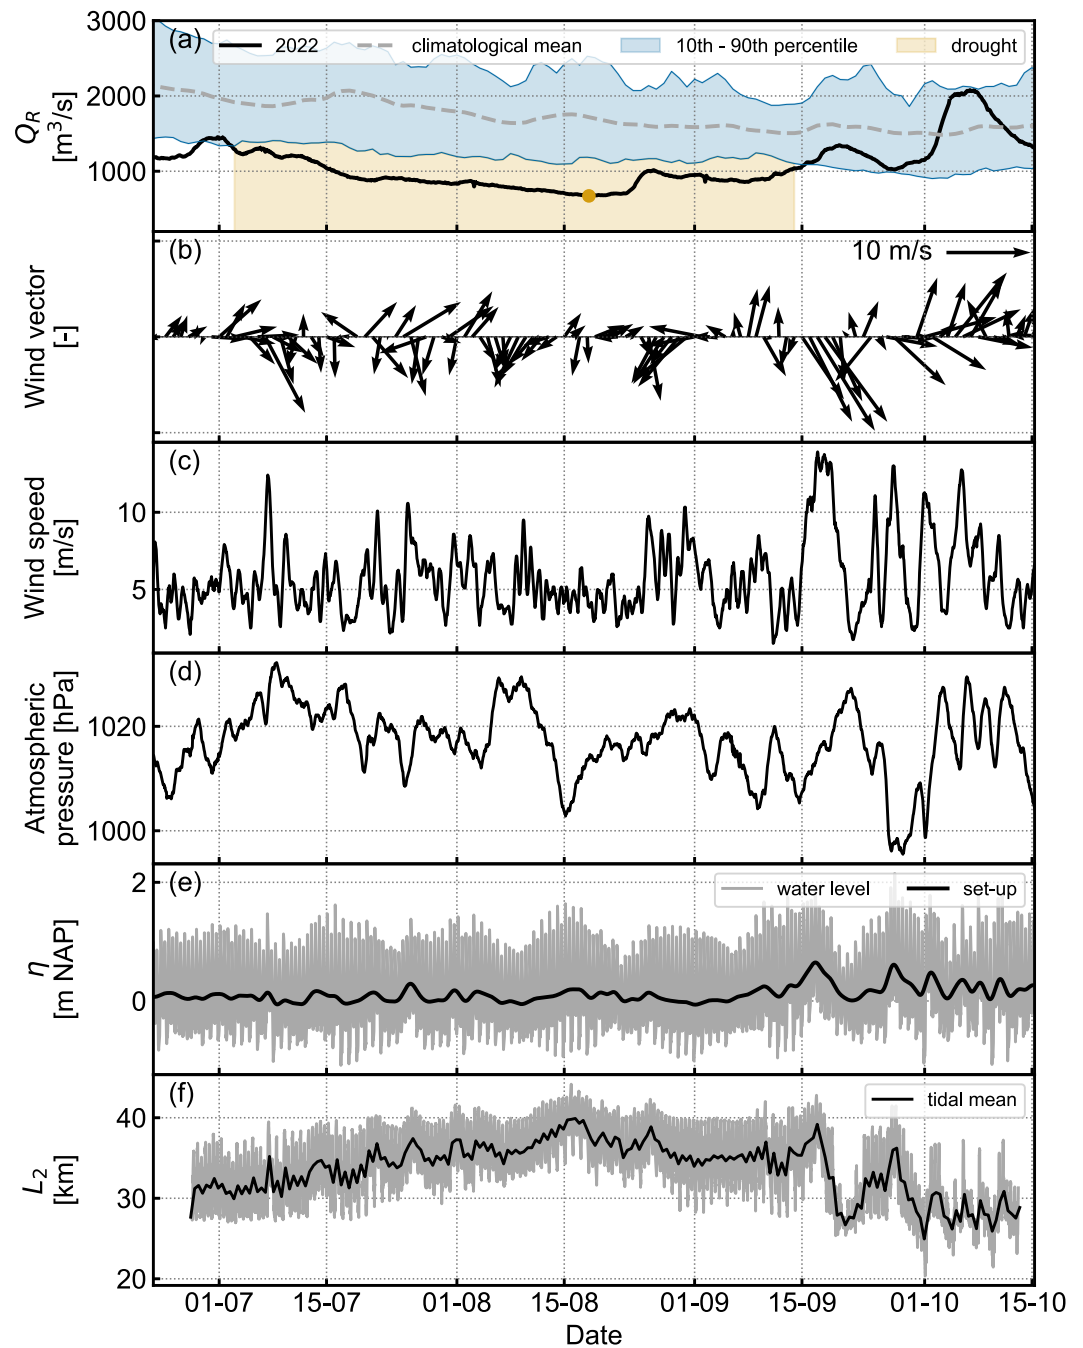 3000
(a)
2022
climatological mean
10th - 90th percentile
drought
2000
1000
Q_R
[m³/s]
(b)
10 m/s
Wind vector
[-]
(c)
10
5
Wind speed
[m/s]
(d)
1020
1000
Atmospheric
pressure [hPa]
(e)
water level
set-up
2
0
η
[m NAP]
(f)
tidal mean
40
30
20
L₂
[km]
01-07
15-07
01-08
15-08
01-09
15-09
01-10
15-10
Date